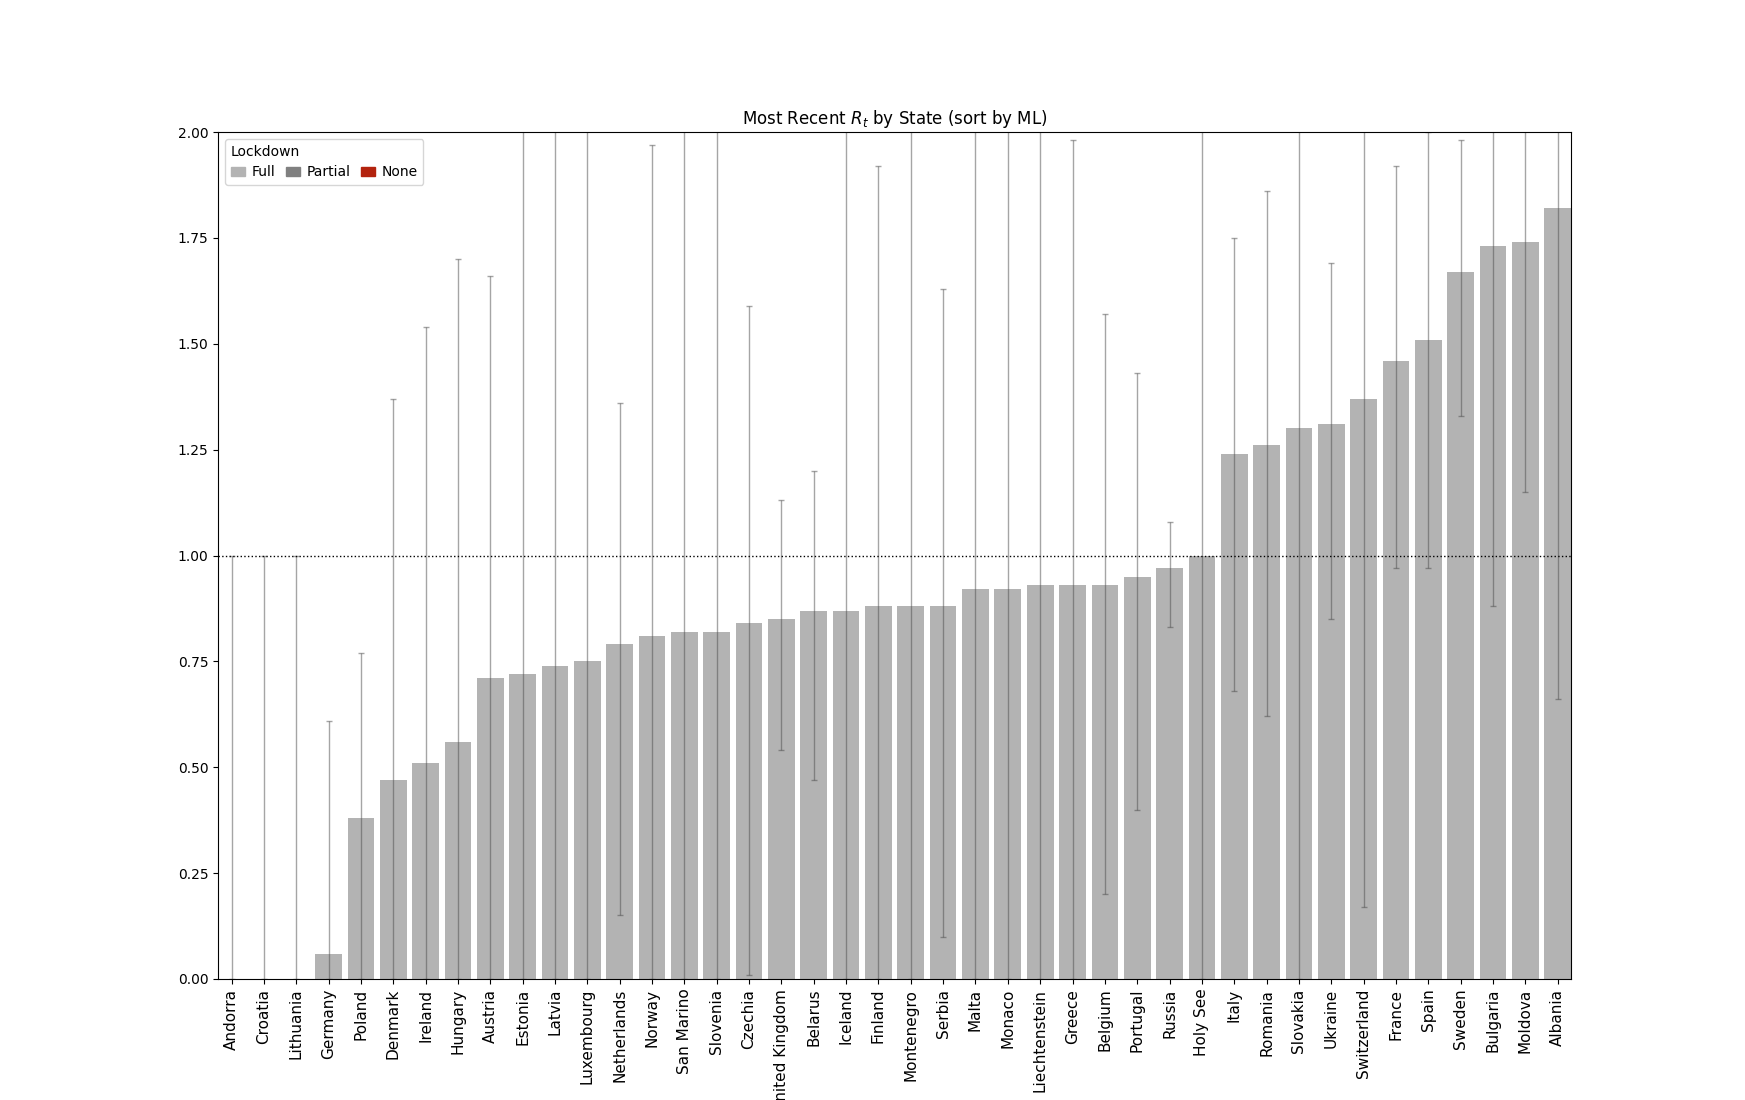 Most Recent Rt by State (sort by ML)
Lockdown
Full Partial None
2.00
1.75
1.50
1.25
1.00
0.75
0.50
0.25
0.00
Andorra
Croatia
Lithuania
Germany
Poland
Denmark
Ireland
Hungary
Austria
Estonia
Latvia
Luxembourg
Netherlands
Norway
San Marino
Slovenia
Czechia
nited Kingdom
Belarus
Iceland
Finland
Montenegro
Serbia
Malta
Monaco
Liechtenstein
Greece
Belgium
Portugal
Russia
Holy See
Italy
Romania
Slovakia
Ukraine
Switzerland
France
Spain
Sweden
Bulgaria
Moldova
Albania